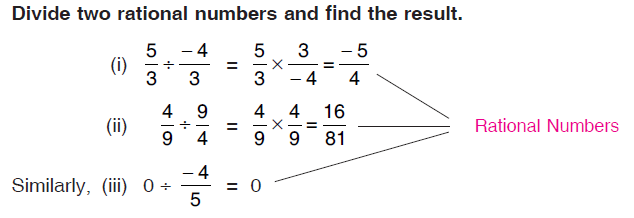 Divide two rational numbers and find the result.
(i) 5/3 ÷ -4/3 = 5/3 × 3/-4 = -5/4
(ii) 4/9 ÷ 9/4 = 4/9 × 4/9 = 16/81 Rational Numbers
Similarly, (iii) 0 ÷ -4/5 = 0